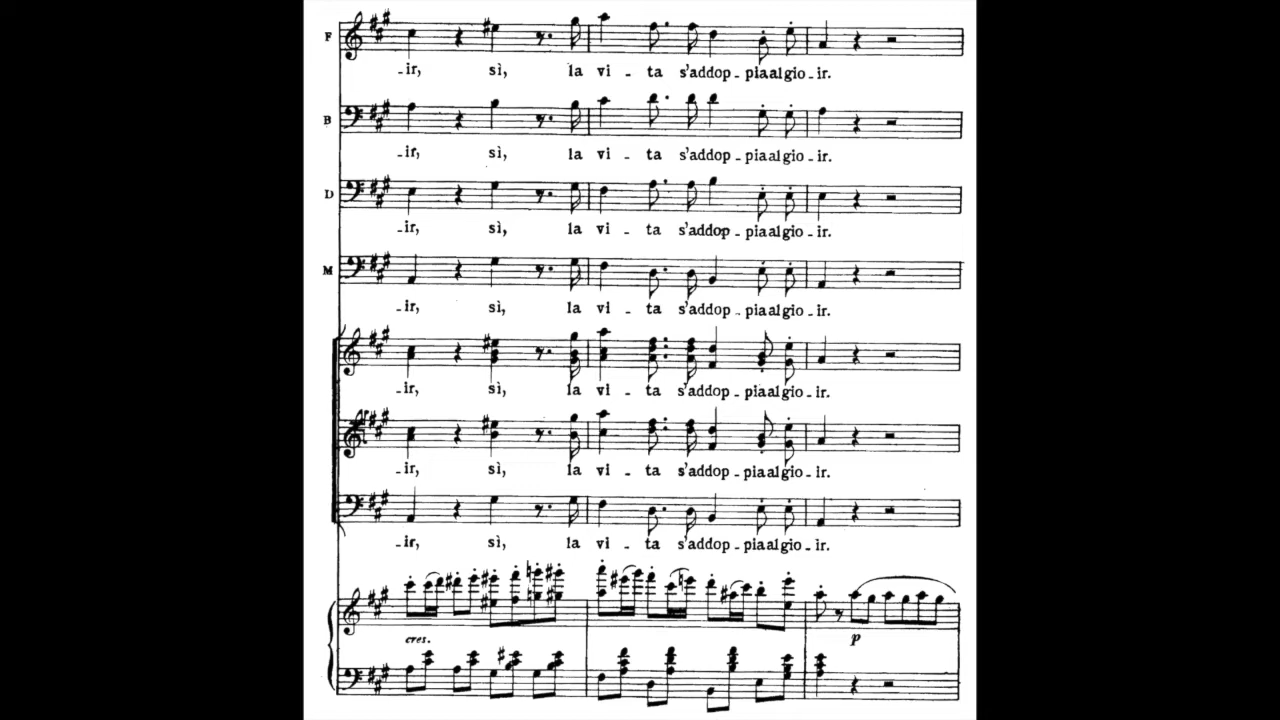 F
-ir, sì, la vi - ta s'addop - pia al gio - ir.
B
-ir, sì, la vi - ta s'addop - pia al gio - ir.
D
-ir, sì, la vi - ta s'addop - pia al gio - ir.
M
-ir, sì, la vi - ta s'addop - pia al gio - ir.
-ir, sì, la vi - ta s'addop - pia al gio - ir.
-ir, sì, la vi - ta s'addop - pia al gio - ir.
-ir, sì, la vi - ta s'addop - pia al gio - ir.
cres. p